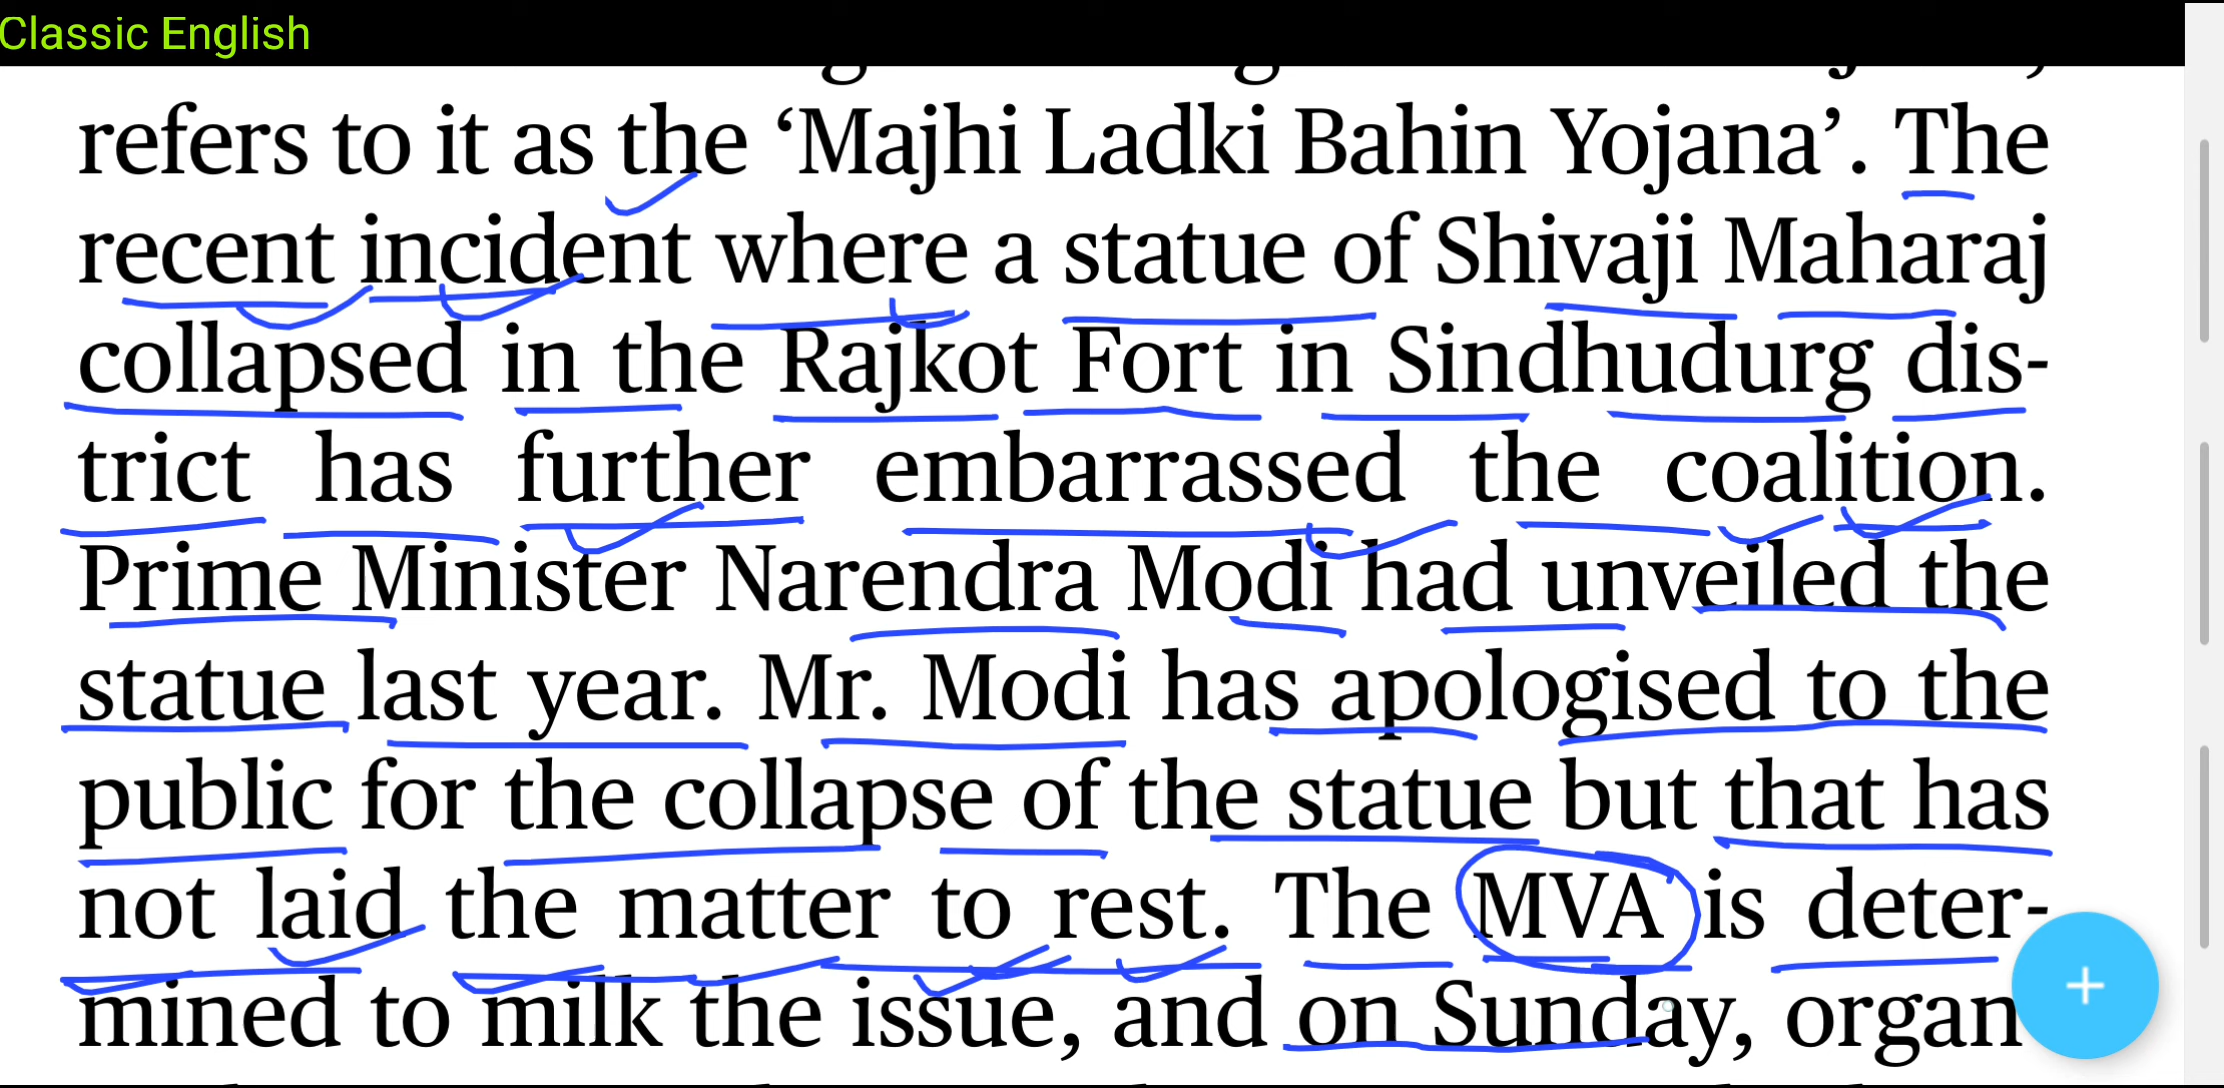 Classic English
refers to it as the ‘Majhi Ladki Bahin Yojana’. The
recent incident where a statue of Shivaji Maharaj
collapsed in the Rajkot Fort in Sindhudurg dis-
trict has further embarrassed the coalition.
Prime Minister Narendra Modi had unveiled the
statue last year. Mr. Modi has apologised to the
public for the collapse of the statue but that has
not laid the matter to rest. The MVA is deter-
mined to milk the issue, and on Sunday, organ